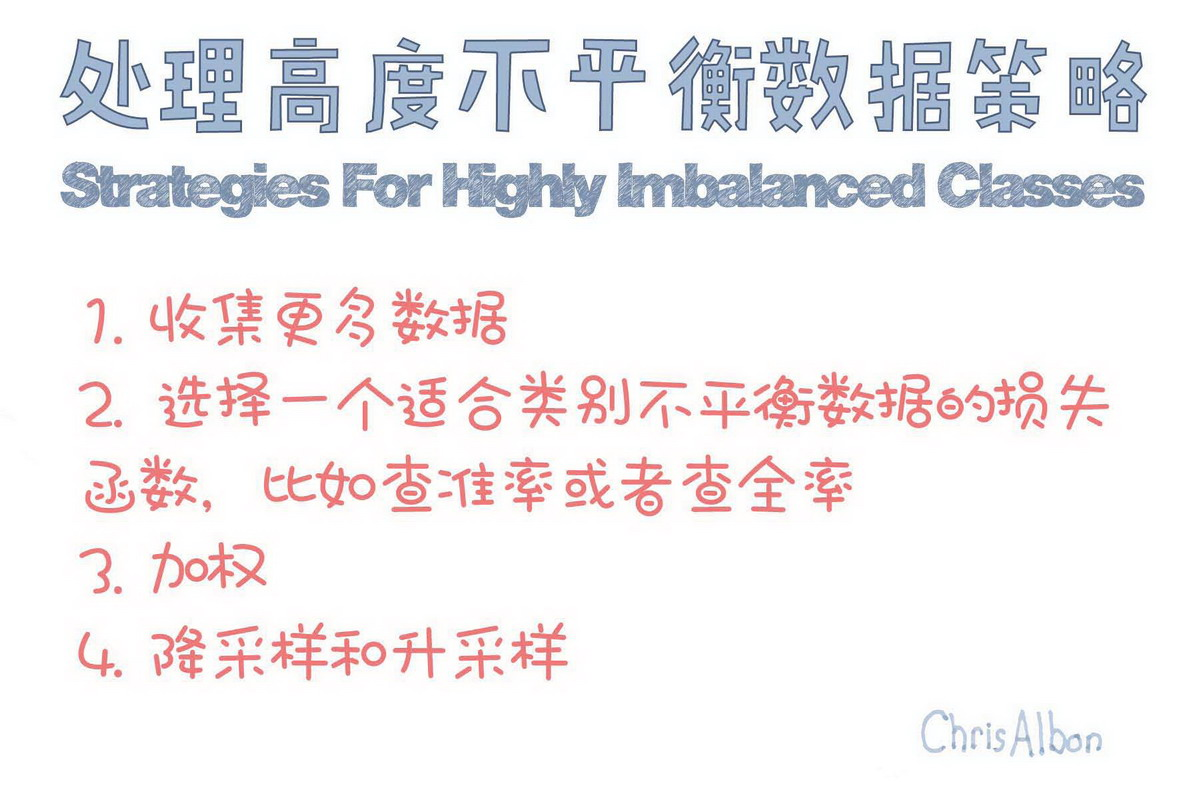 处理高度不平衡数据策略
Strategies For Highly Imbalanced Classes
1. 收集更多数据
2. 选择一个适合类别不平衡数据的损失
函数, 比如查准率或者查全率
3. 加权
4. 降采样和升采样
ChrisAlbon